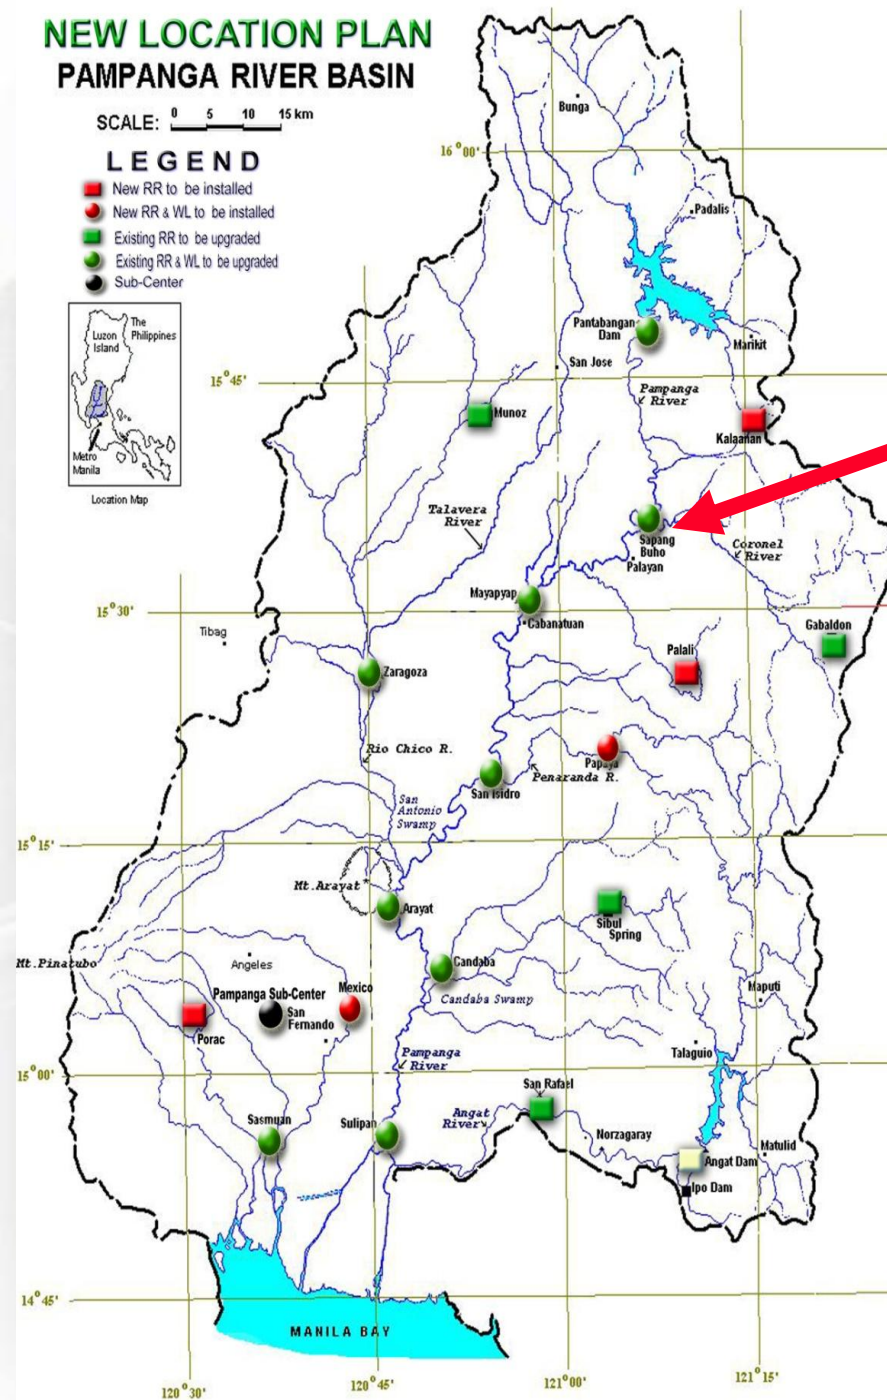 NEW LOCATION PLAN
PAMPANGA RIVER BASIN
SCALE: 0 5 10 15 km
LEGEND
New RR to be installed
New RR & WL to be installed
Existing RR to be upgraded
Existing RR & WL to be upgraded
Sub-Center
The
Philippines
Luzon
Island
Metro
Manila
Location Map
Bunga
16°00'
Padalis
Pantabangan
Dam
Marikit
San Jose
15°45'
Pampanga
River
Munoz
Kalaanan
Talavera
River
Sapang
Buho
Coronel
River
Palayan
Mayapyap
15°30'
Cabanatuan
Tibag
Gabaldon
Palali
Zaragoza
Rio Chico R.
Papaya
Penaranda R.
San Isidro
San
Antonio
Swamp
15°15'
Mt.Arayat
Arayat
Sibul
Spring
Candaba
Mt.Pinatubo
Angeles
Candaba Swamp
Pampanga Sub-Center
Mexico
Maputi
San
Fernando
Porac
Talaguio
Pampanga
River
15°00'
San Rafael
Angat
River
Sasmuan
Sulipan
Norzagaray
Matulid
Angat Dam
Ipo Dam
14°45'
MANILA BAY
120°30'
120°45'
121°00'
121°15'